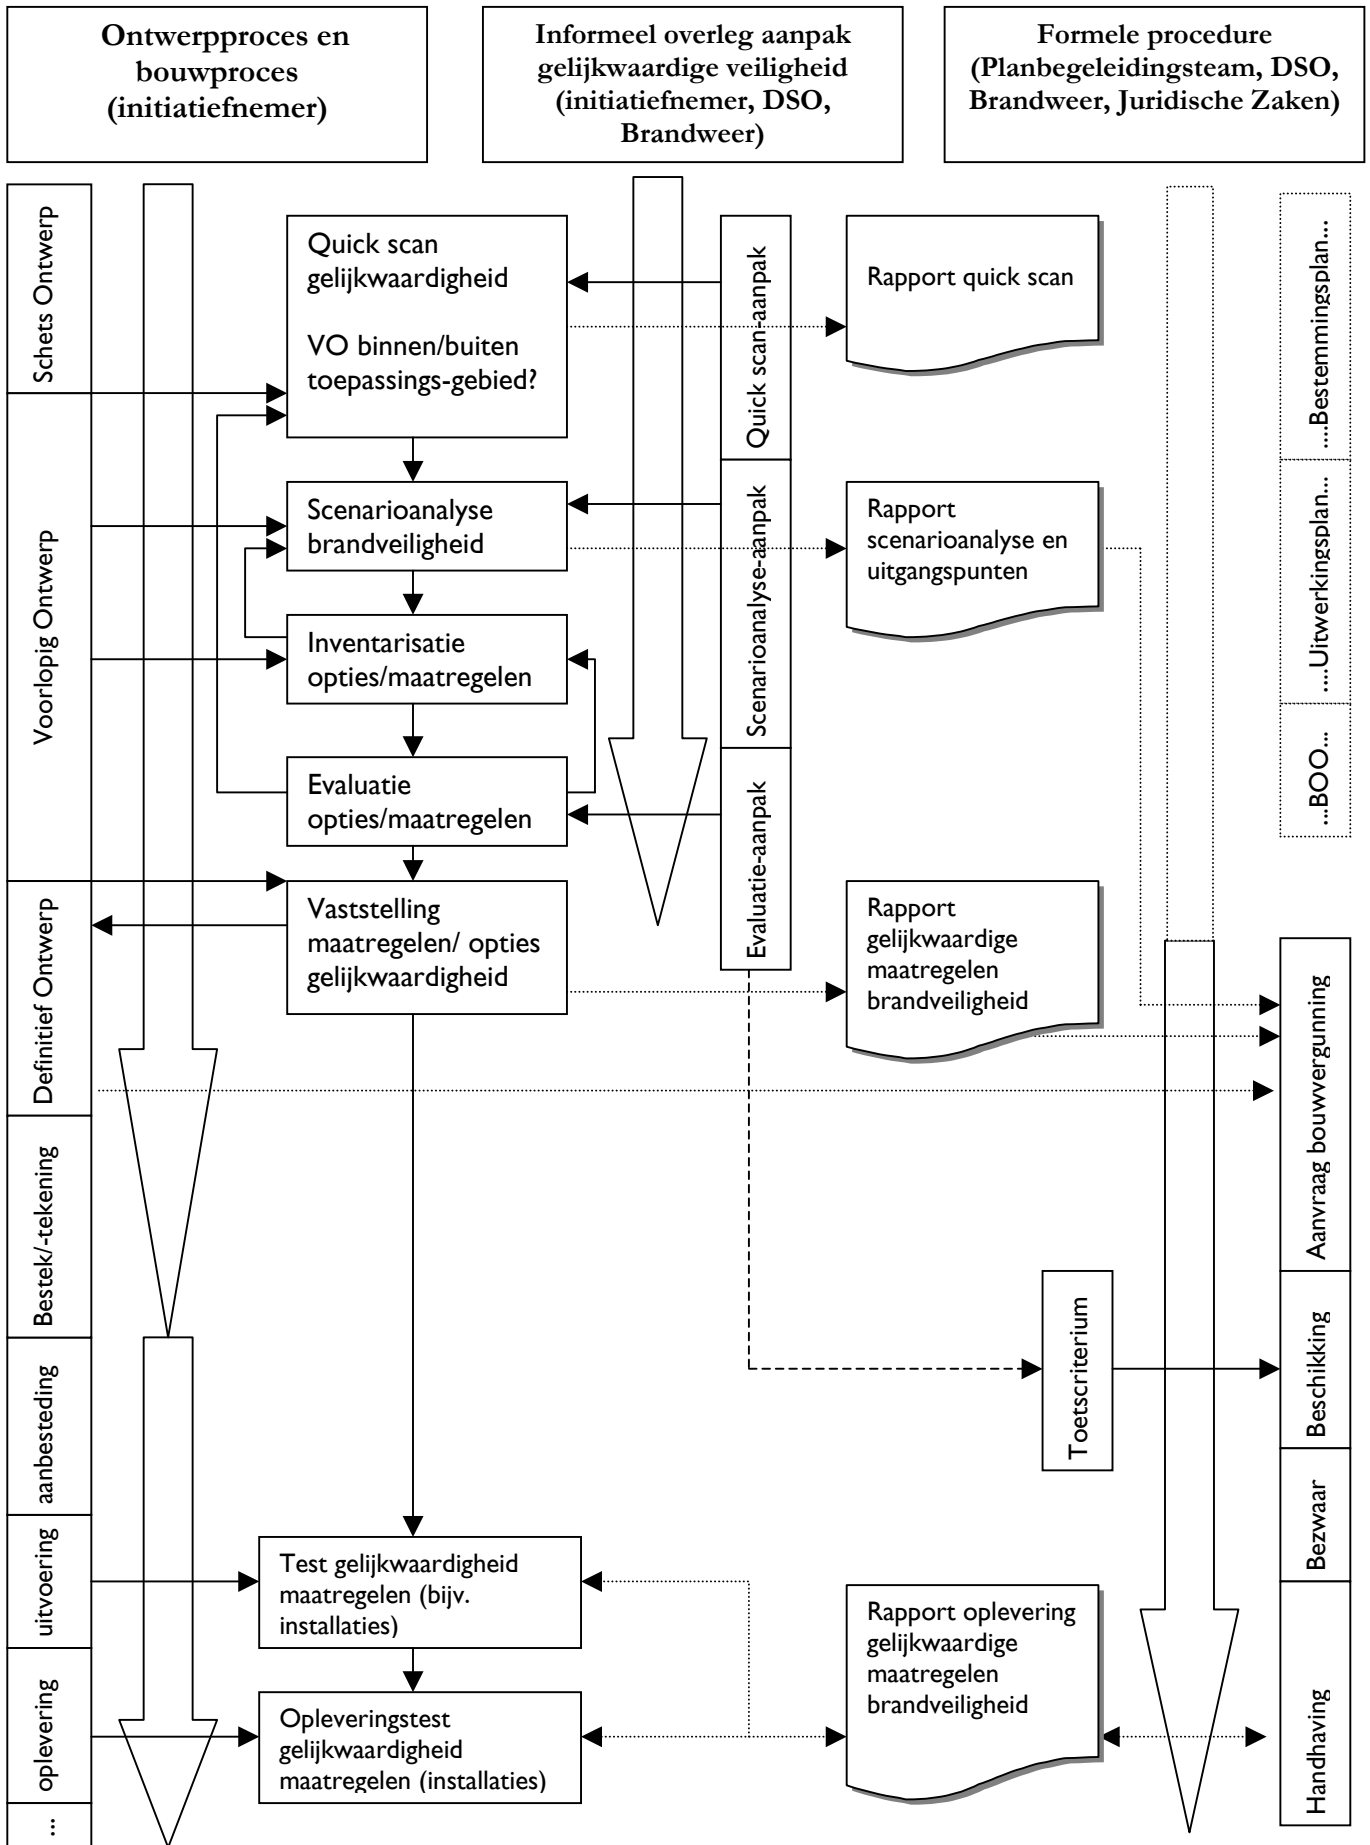 Ontwerpproces en
bouwproces
(initiatiefnemer)
Informeel overleg aanpak
gelijkwaardige veiligheid
(initiatiefnemer, DSO,
Brandweer)
Formele procedure
(Planbegeleidingsteam, DSO,
Brandweer, Juridische Zaken)
Schets Ontwerp
Voorlopig Ontwerp
Definitief Ontwerp
Bestek/-tekening
aanbesteding
uitvoering
oplevering
...
Quick scan
gelijkwaardigheid
VO binnen/buiten
toepassings-gebied?
Scenarioanalyse
brandveiligheid
Inventarisatie
opties/maatregelen
Evaluatie
opties/maatregelen
Vaststelling
maatregelen/ opties
gelijkwaardigheid
Test gelijkwaardigheid
maatregelen (bijv.
installaties)
Opleveringstest
gelijkwaardigheid
maatregelen (installaties)
Quick scan-aanpak
Scenarioanalyse-aanpak
Evaluatie-aanpak
Rapport quick scan
Rapport
scenarioanalyse en
uitgangspunten
Rapport
gelijkwaardige
maatregelen
brandveiligheid
Toetscriterium
Rapport oplevering
gelijkwaardige
maatregelen
brandveiligheid
....Bestemmingsplan...
....Uitwerkingsplan...
...BOO...
Aanvraag bouwvergunning
Beschikking
Bezwaar
Handhaving